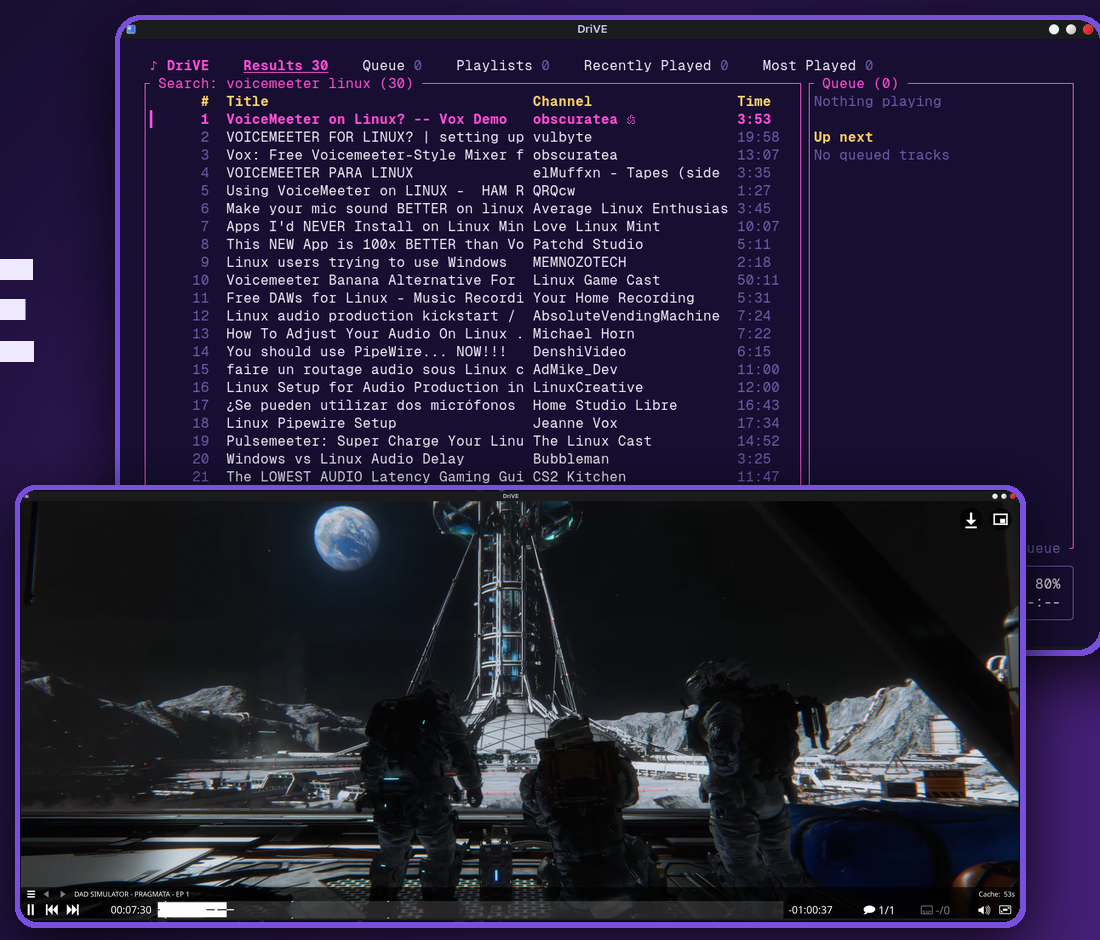 DriVE
♪ DriVE Results 30 Queue 0 Playlists 0 Recently Played 0 Most Played 0
Search: voicemeeter linux (30)
# Title Channel Time
1 VoiceMeeter on Linux? -- Vox Demo obscuratea 3:53
2 VOICEMEETER FOR LINUX? | setting up vulbyte 19:58
3 Vox: Free Voicemeeter-Style Mixer f obscuratea 13:07
4 VOICEMEETER PARA LINUX elMuffxn - Tapes (side 3:35
5 Using VoiceMeeter on LINUX - HAM R QRQcw 1:27
6 Make your mic sound BETTER on linux Average Linux Enthusias 3:45
7 Apps I'd NEVER Install on Linux Min Love Linux Mint 10:07
8 This NEW App is 100x BETTER than Vo Patchd Studio 5:11
9 Linux users trying to use Windows MEMNOZOTECH 2:18
10 Voicemeeter Banana Alternative For Linux Game Cast 50:11
11 Free DAWs for Linux - Music Recordi Your Home Recording 5:31
12 Linux audio production kickstart / AbsoluteVendingMachine 7:24
13 How To Adjust Your Audio On Linux . Michael Horn 7:22
14 You should use PipeWire... NOW!!! DenshiVideo 6:15
15 faire un routage audio sous Linux c AdMike_Dev 11:00
16 Linux Setup for Audio Production in LinuxCreative 12:00
17 ¿Se pueden utilizar dos micrófonos Home Studio Libre 16:43
18 Linux Pipewire Setup Jeanne Vox 17:34
19 Pulsemeeter: Super Charge Your Linu The Linux Cast 14:52
20 Windows vs Linux Audio Delay Bubbleman 3:25
21 The LOWEST AUDIO Latency Gaming Gui CS2 Kitchen 11:47
Queue (0)
Nothing playing
Up next
No queued tracks
ueue
80%
-:--
DriVE
DAD SIMULATOR - PRAGMATA - EP 1
Cache: 53s
00:07:30
-01:00:37
1/1
-/0